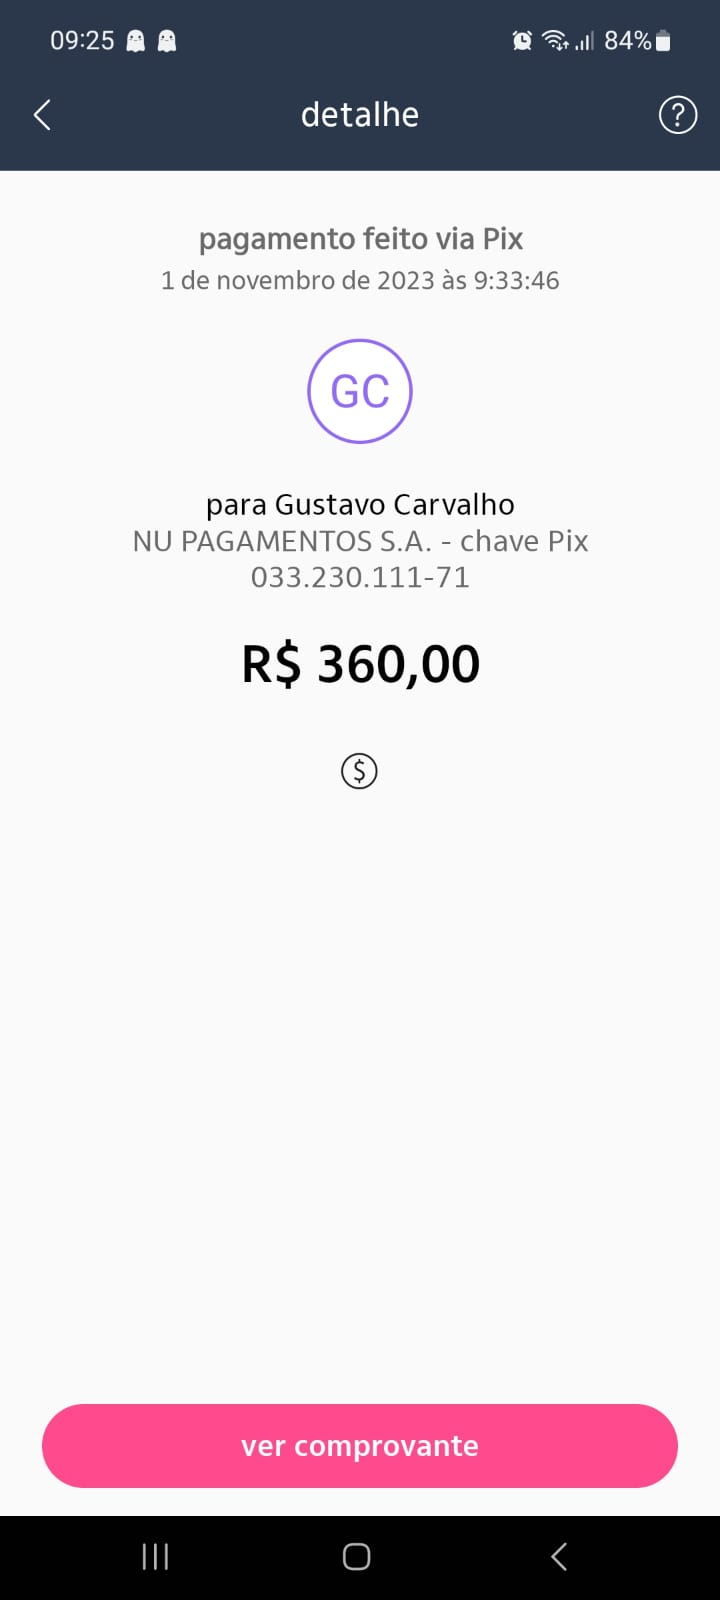 09:25 84%
detalhe
pagamento feito via Pix
1 de novembro de 2023 às 9:33:46
GC
para Gustavo Carvalho
NU PAGAMENTOS S.A. - chave Pix
033.230.111-71
R$ 360,00
ver comprovante